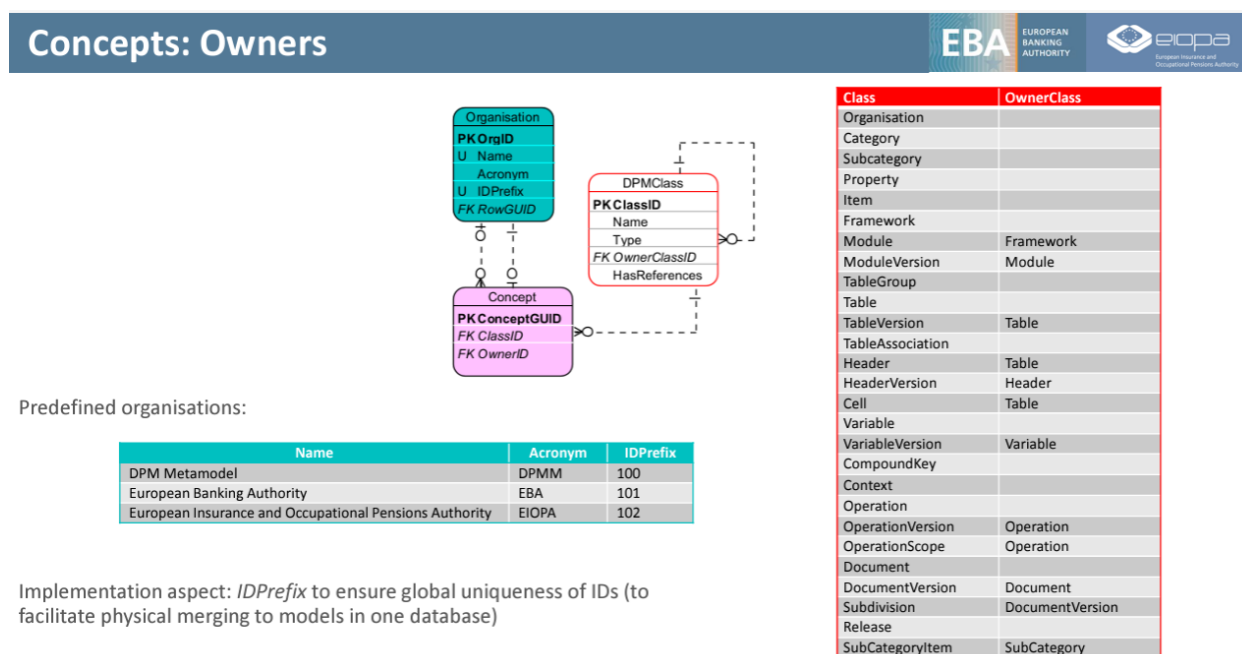 Concepts: Owners
EBA
EUROPEAN
BANKING
AUTHORITY
eiopa
European Insurance and
Occupational Pensions Authority
Organisation
PK OrgID
U Name
Acronym
U IDPrefix
FK RowGUID
DPMClass
PK ClassID
Name
Type
FK OwnerClassID
HasReferences
Concept
PK ConceptGUID
FK ClassID
FK OwnerID
Predefined organisations:
Name Acronym IDPrefix
DPM Metamodel DPMM 100
European Banking Authority EBA 101
European Insurance and Occupational Pensions Authority EIOPA 102
Implementation aspect: IDPrefix to ensure global uniqueness of IDs (to
facilitate physical merging to models in one database)
Class OwnerClass
Organisation
Category
Subcategory
Property
Item
Framework
Module Framework
ModuleVersion Module
TableGroup
Table
TableVersion Table
TableAssociation
Header Table
HeaderVersion Header
Cell Table
Variable
VariableVersion Variable
CompoundKey
Context
Operation
OperationVersion Operation
OperationScope Operation
Document
DocumentVersion Document
Subdivision DocumentVersion
Release
SubCategoryItem SubCategory